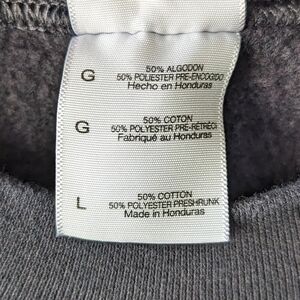 G
50% ALGODON
50% POLIESTER PRE-ENCOGIDO
Hecho en Honduras
G
50% COTON
50% POLYESTER PRE-RÉTRÉCI
Fabriqué au Honduras
L
50% COTTON
50% POLYESTER PRESHRUNK
Made in Honduras